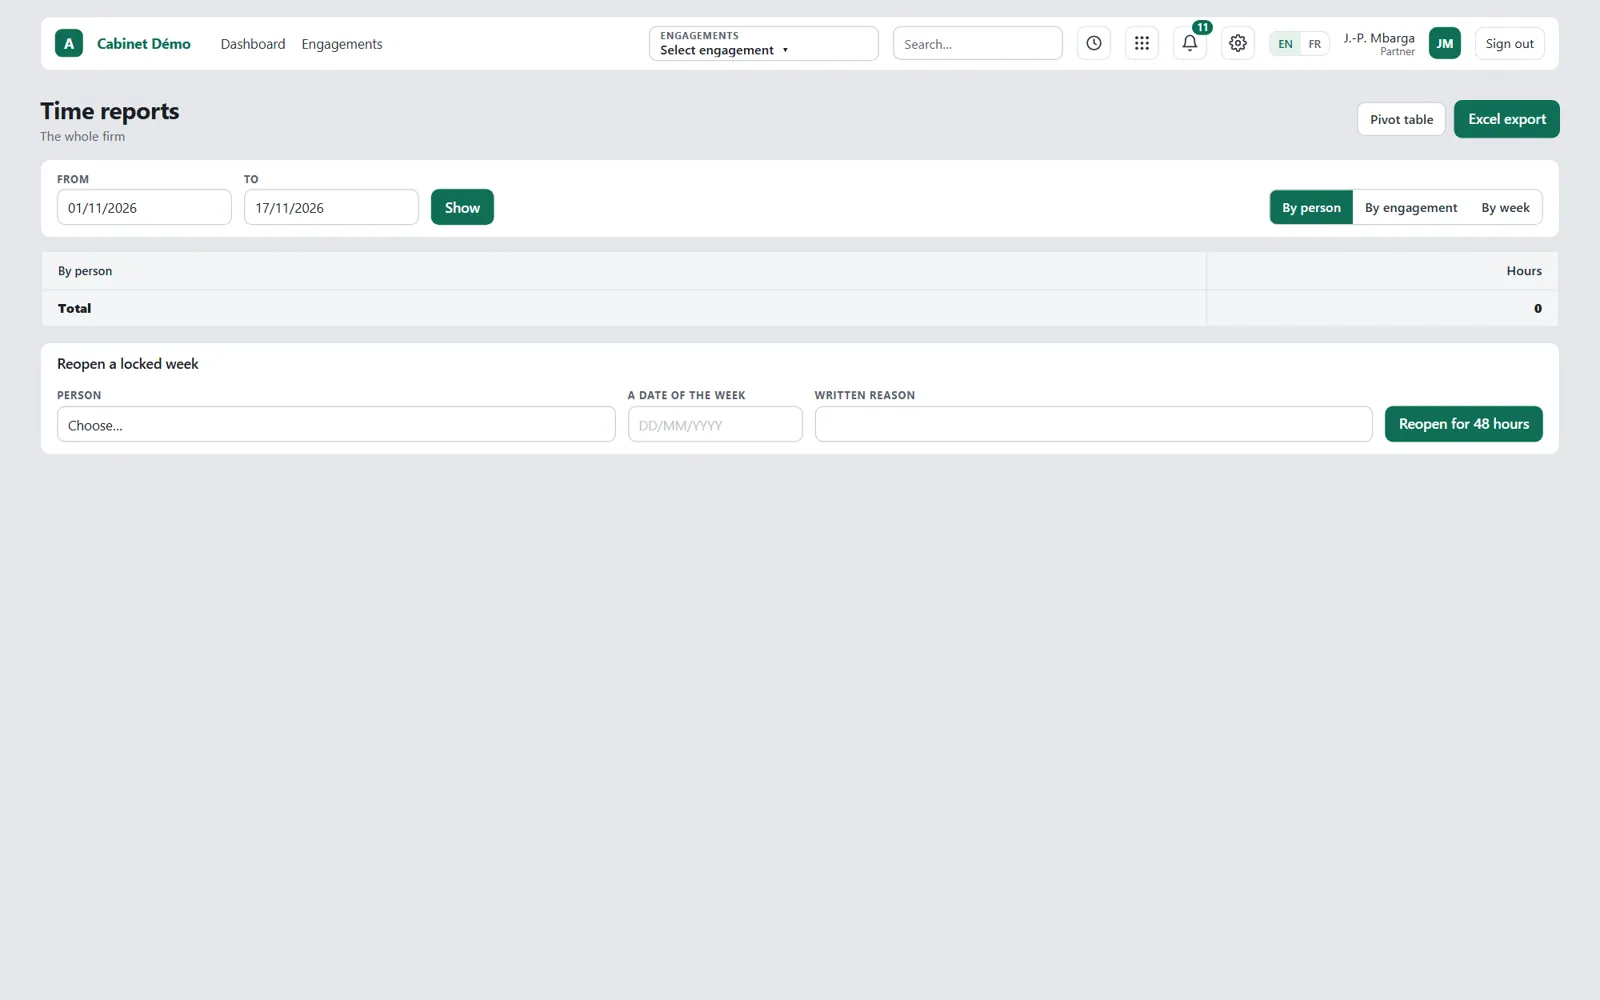 A
Cabinet Démo
Dashboard
Engagements
ENGAGEMENTS
Select engagement ▾
Search...
11
EN
FR
J.-P. Mbarga
Partner
JM
Sign out
Time reports
The whole firm
Pivot table
Excel export
FROM
TO
01/11/2026
17/11/2026
Show
By person
By engagement
By week
By person
Hours
Total
0
Reopen a locked week
PERSON
A DATE OF THE WEEK
WRITTEN REASON
Choose...
DD/MM/YYYY
Reopen for 48 hours